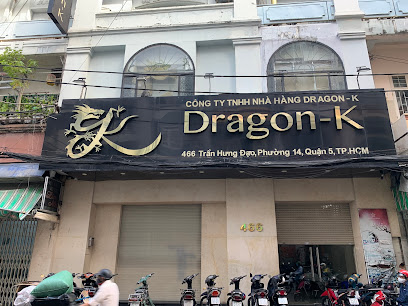 CÔNG TY TNHH NHÀ HÀNG DRAGON - K
Dragon-K
466 Trần Hưng Đạo, Phường 14, Quận 5, TP.HCM
466